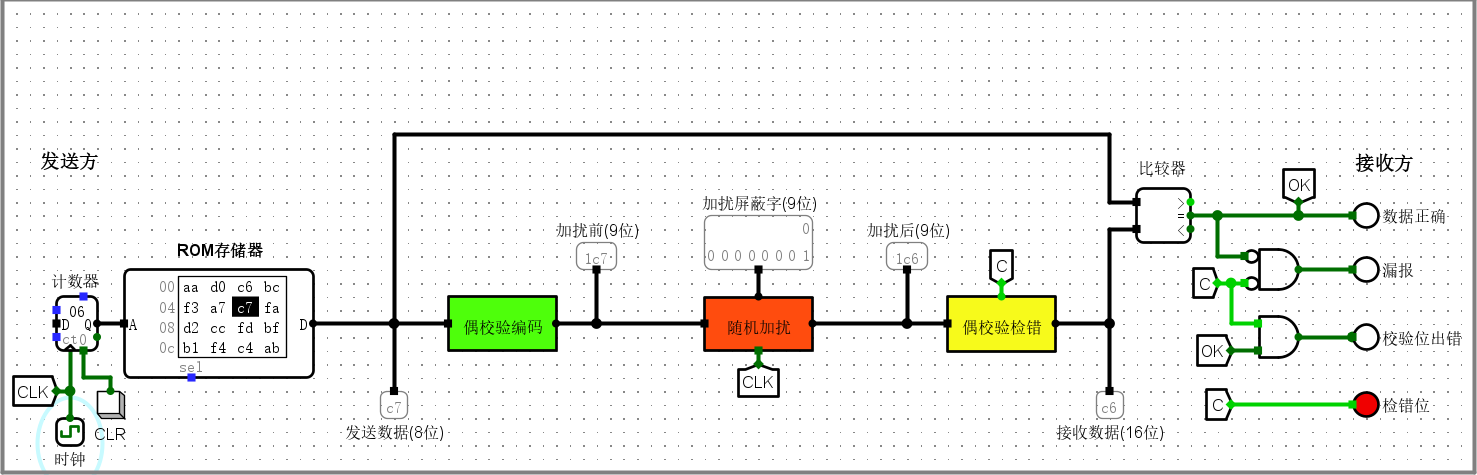 发送方
接收方
比较器
OK
>
=
<
数据正确
加扰屏蔽字(9位)
0
0 0 0 0 0 0 0 1
加扰前(9位)
1c7
加扰后(9位)
1c6
ROM存储器
00 aa d0 c6 bc
04 f3 a7 c7 fa
08 d2 cc fd bf
0c b1 f4 c4 ab
A
D
sel
计数器
06
D Q
ct0
偶校验编码
随机加扰
偶校验检错
C
C
漏报
OK
校验位出错
C
检错位
CLK
CLK
CLR
时钟
c7
发送数据(8位)
c6
接收数据(16位)